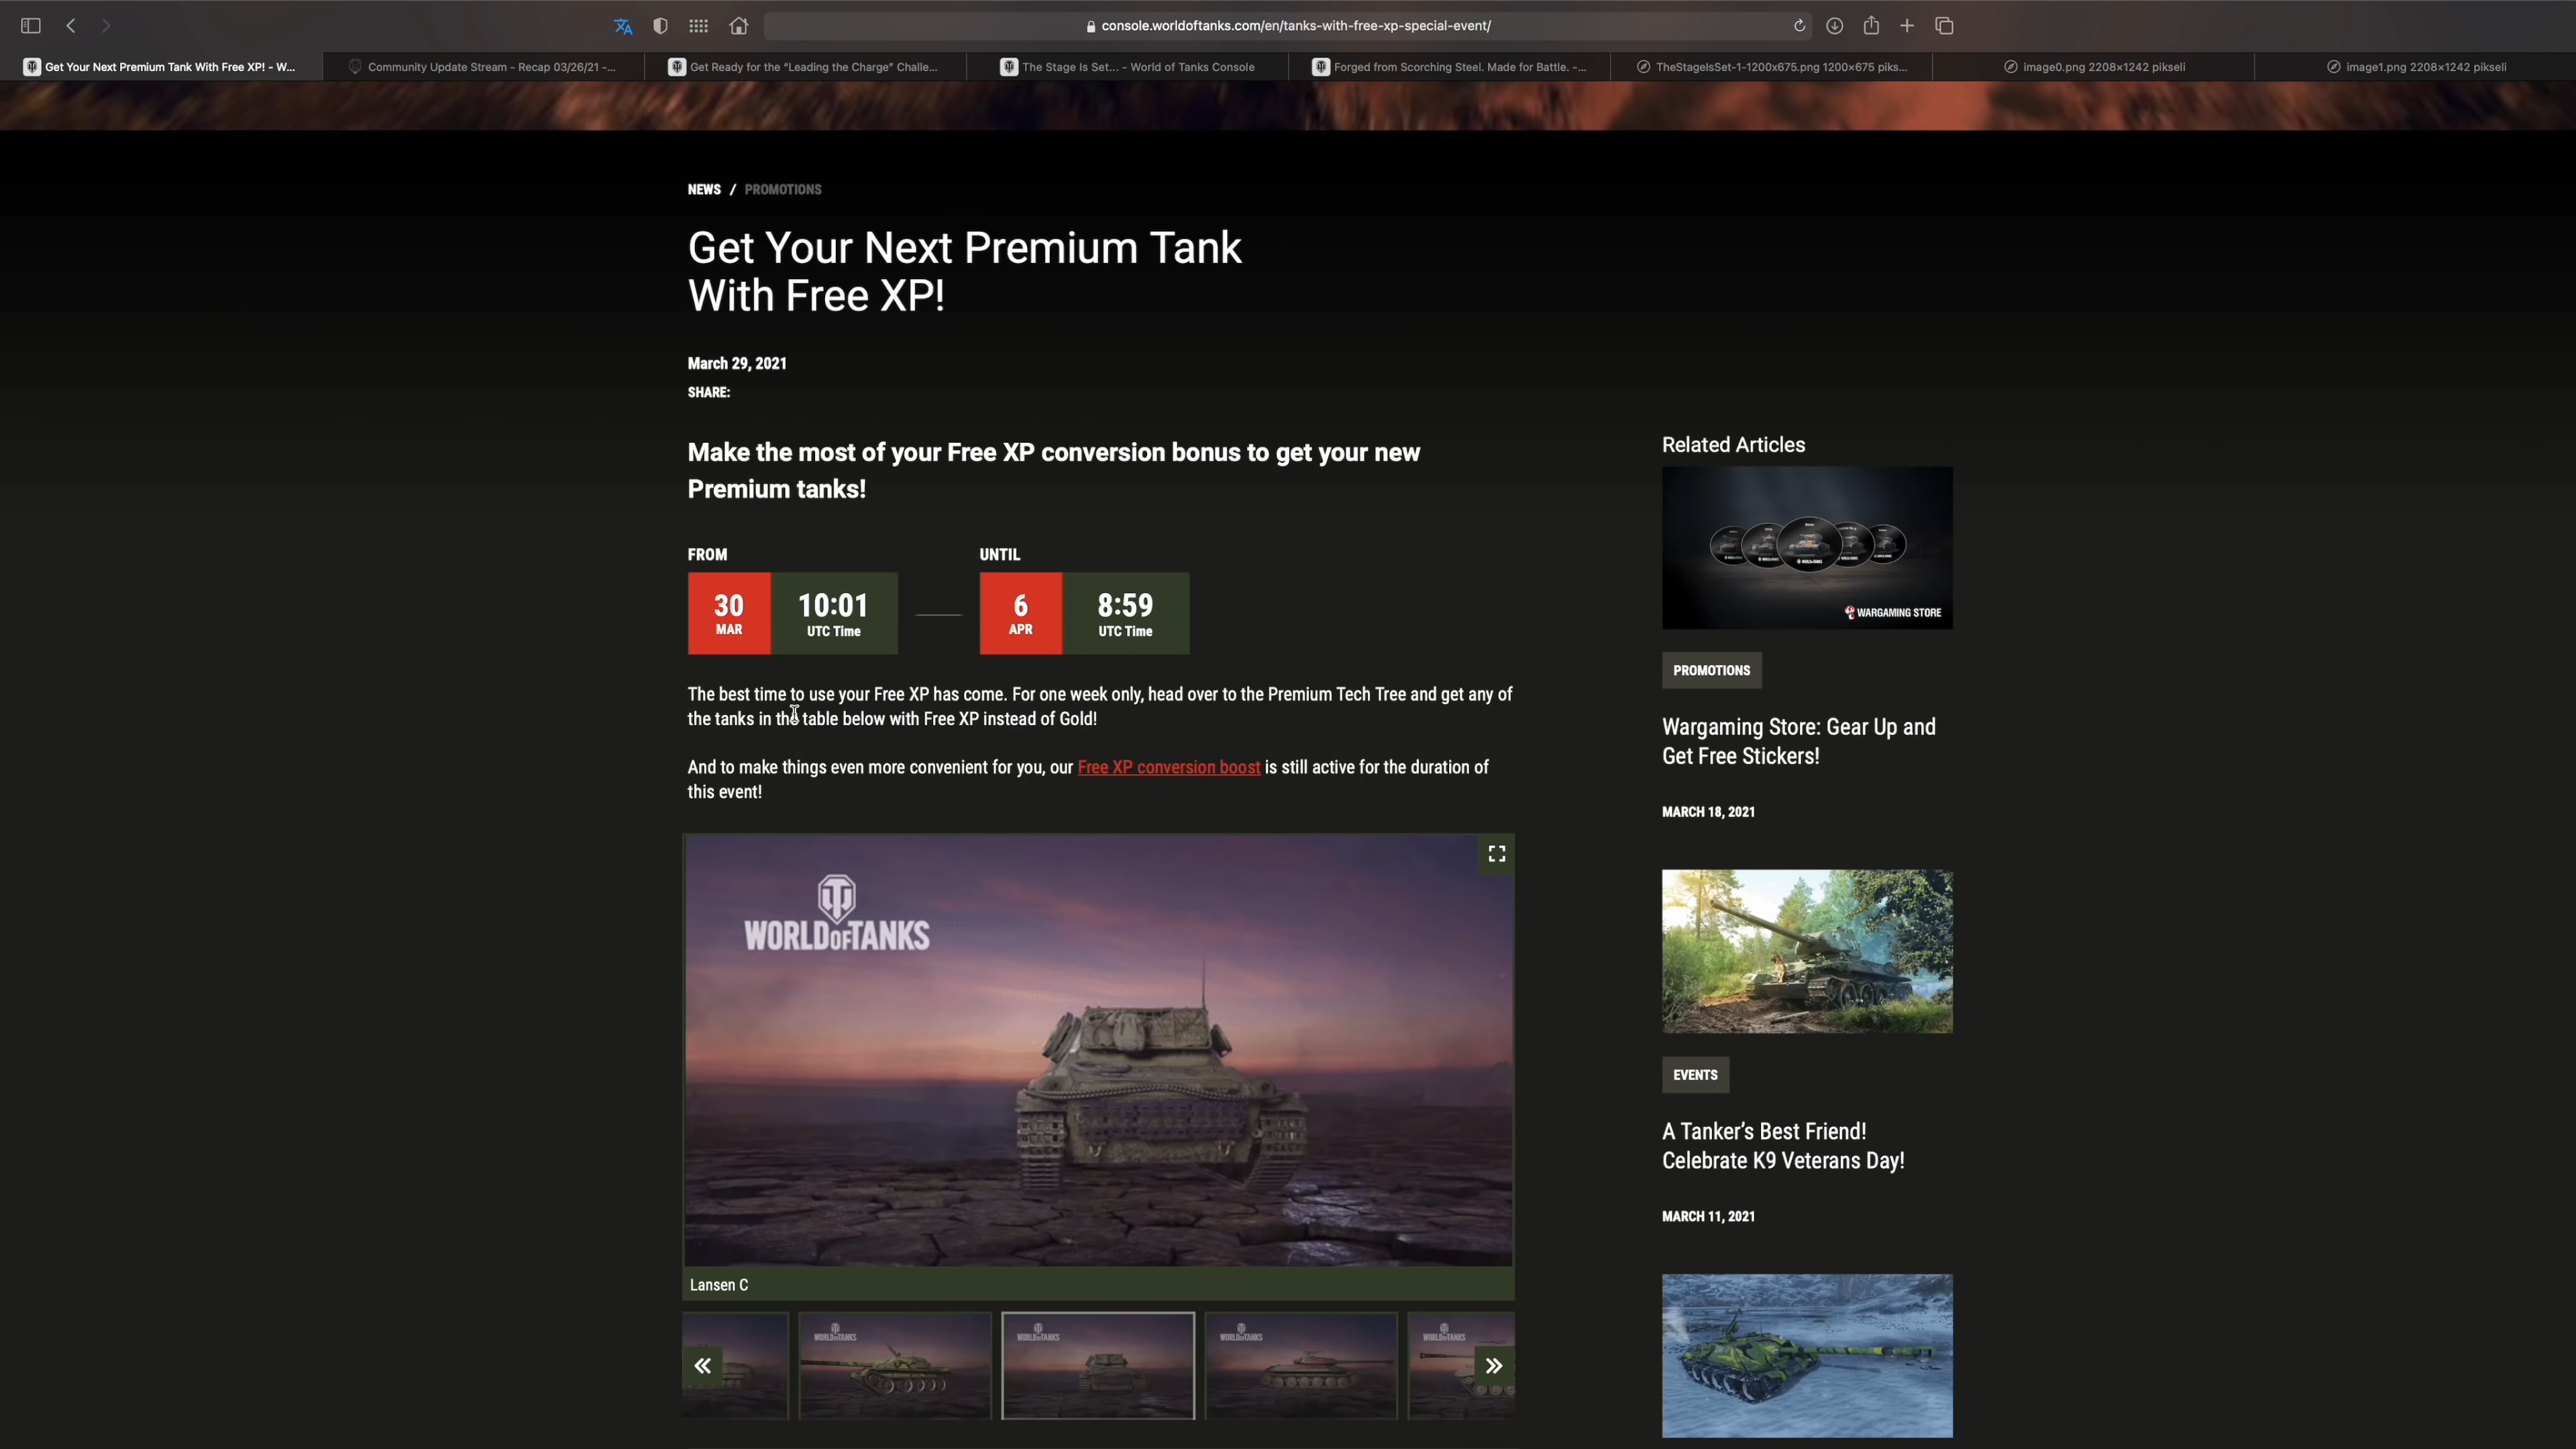 console.worldoftanks.com/en/tanks-with-free-xp-special-event/
Get Your Next Premium Tank With Free XP! - W...
Community Update Stream - Recap 03/26/21 -...
Get Ready for the "Leading the Charge" Challe...
The Stage Is Set... - World of Tanks Console
Forged from Scorching Steel. Made for Battle. -...
TheStageIsSet-1-1200x675.png 1200×675 piks...
image0.png 2208×1242 pikseli
image1.png 2208×1242 pikseli
NEWS / PROMOTIONS
Get Your Next Premium Tank
With Free XP!
March 29, 2021
SHARE:
Make the most of your Free XP conversion bonus to get your new
Premium tanks!
FROM
UNTIL
30
MAR
10:01
UTC Time
6
APR
8:59
UTC Time
The best time to use your Free XP has come. For one week only, head over to the Premium Tech Tree and get any of
the tanks in the table below with Free XP instead of Gold!
And to make things even more convenient for you, our Free XP conversion boost is still active for the duration of
this event!
WORLD OF TANKS
Lansen C
WORLD OF TANKS
WORLD OF TANKS
WORLD OF TANKS
WORLD OF TANKS
Related Articles
WARGAMING STORE
PROMOTIONS
Wargaming Store: Gear Up and
Get Free Stickers!
MARCH 18, 2021
EVENTS
A Tanker's Best Friend!
Celebrate K9 Veterans Day!
MARCH 11, 2021